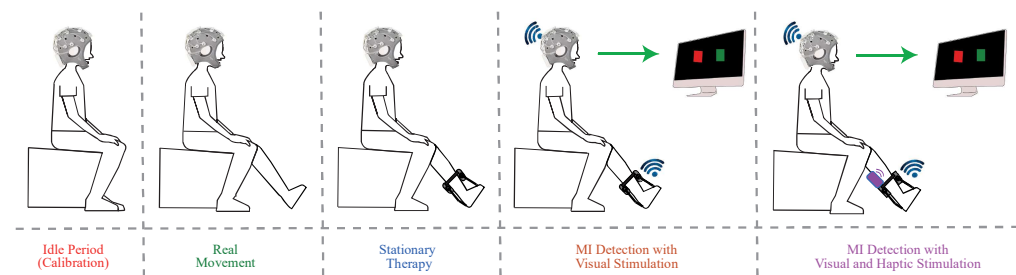 Idle Period
(Calibration)
Real
Movement
Stationary
Therapy
MI Detection with
Visual Stimulation
MI Detection with
Visual and Haptic Stimulation